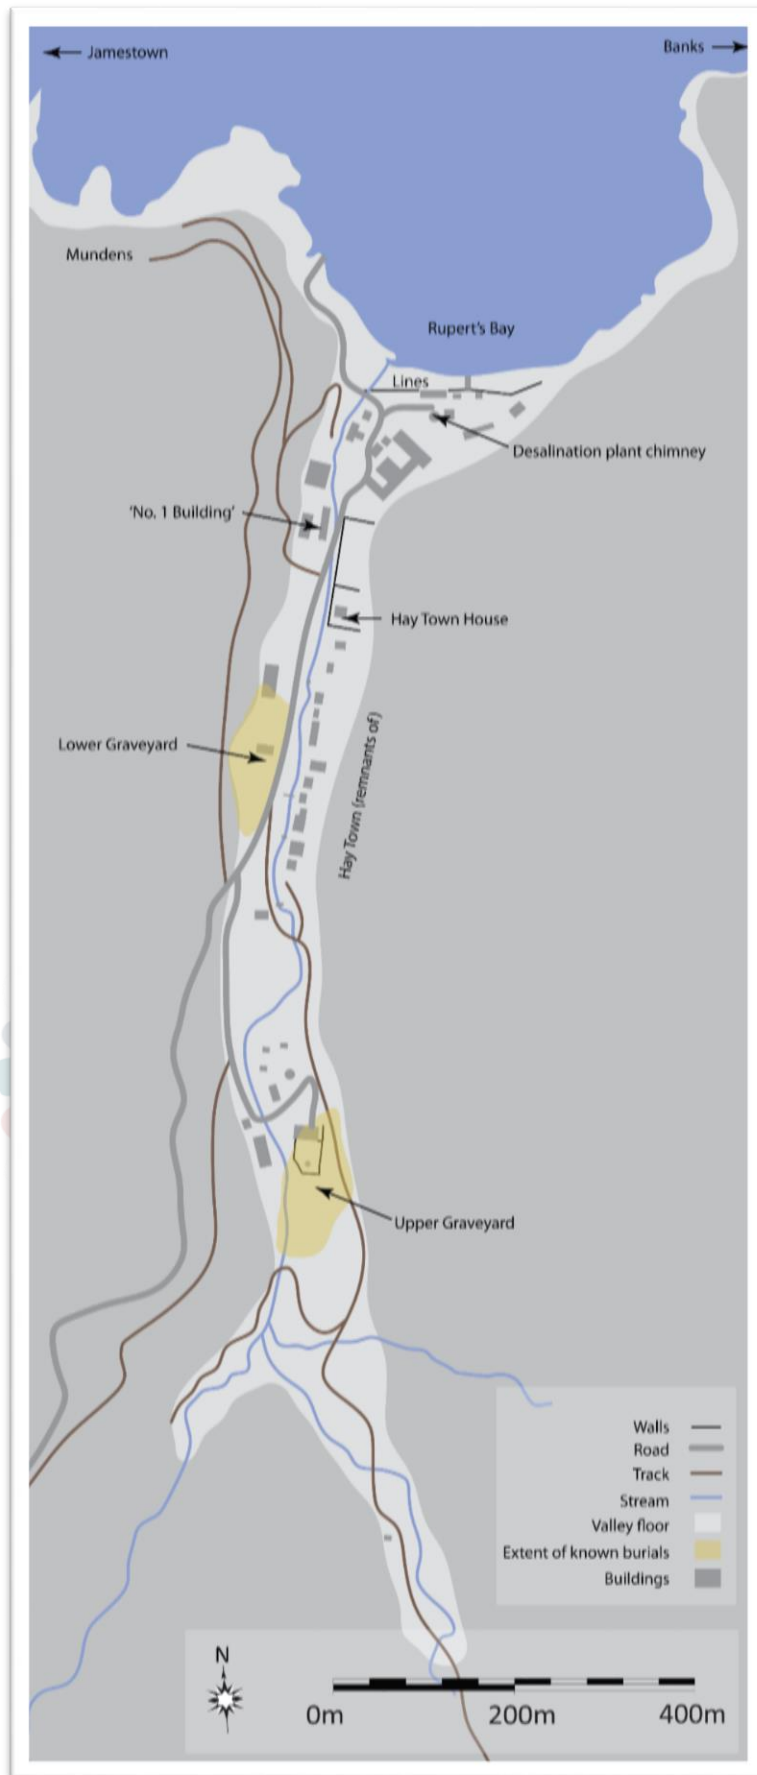 Jamestown
Banks
Mundens
Rupert's Bay
Lines
Desalination plant chimney
'No. 1 Building'
Hay Town House
Lower Graveyard
Hay Town (remnants of)
Upper Graveyard
Walls
Road
Track
Stream
Valley floor
Extent of known burials
Buildings
N
0m 200m 400m